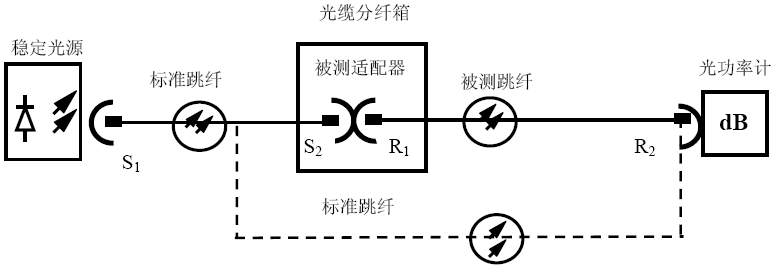 光缆分纤箱
稳定光源
标准跳纤
被测适配器
被测跳纤
光功率计
dB
S1
S2
R1
R2
标准跳纤